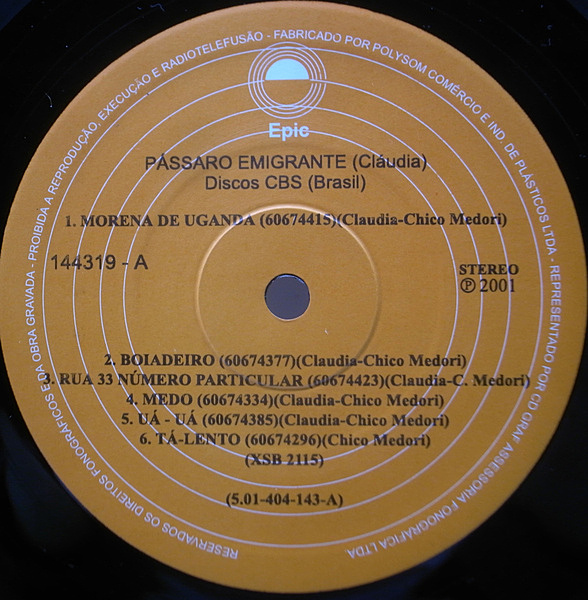 RESERVADOS OS DIREITOS FONOGRÁFICOS E DA OBRA GRAVADA - PROIBIDA A REPRODUÇÃO, EXECUÇÃO E RADIOTELEFUSÃO - FABRICADO POR POLYSOM COMÉRCIO E IND. DE PLÁSTICOS LTDA - REPRESENTADO POR CD GRAF ASSESSORIA FONOGRÁFICA LTDA.
Epic
PÁSSARO EMIGRANTE (Cláudia)
Discos CBS (Brasil)
1. MORENA DE UGANDA (60674415)(Claudia-Chico Medori)
144319 - A
STEREO
℗ 2001
2. BOIADEIRO (60674377)(Claudia-Chico Medori)
3. RUA 33 NÚMERO PARTICULAR (60674423)(Claudia-C. Medori)
4. MEDO (60674334)(Claudia-Chico Medori)
5. UÁ - UÁ (60674385)(Claudia-Chico Medori)
6. TÁ-LENTO (60674296)(Chico Medori)
(XSB 2115)
(5.01-404-143-A)